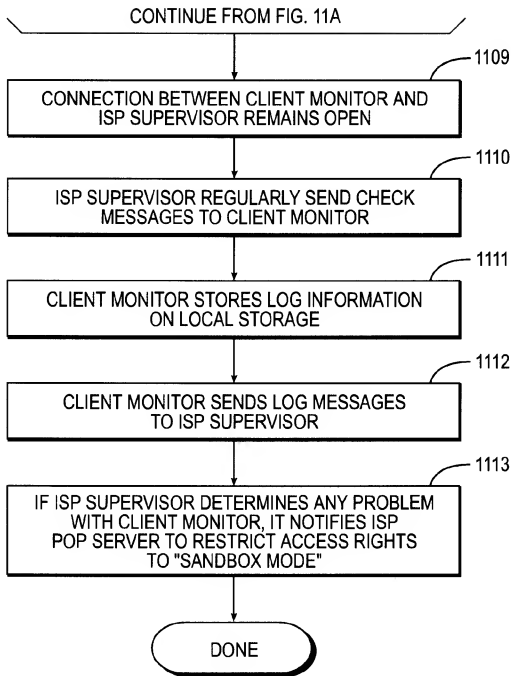 CONTINUE FROM FIG. 11A
1109
CONNECTION BETWEEN CLIENT MONITOR AND
ISP SUPERVISOR REMAINS OPEN
1110
ISP SUPERVISOR REGULARLY SEND CHECK
MESSAGES TO CLIENT MONITOR
1111
CLIENT MONITOR STORES LOG INFORMATION
ON LOCAL STORAGE
1112
CLIENT MONITOR SENDS LOG MESSAGES
TO ISP SUPERVISOR
1113
IF ISP SUPERVISOR DETERMINES ANY PROBLEM
WITH CLIENT MONITOR, IT NOTIFIES ISP
POP SERVER TO RESTRICT ACCESS RIGHTS
TO "SANDBOX MODE"
DONE